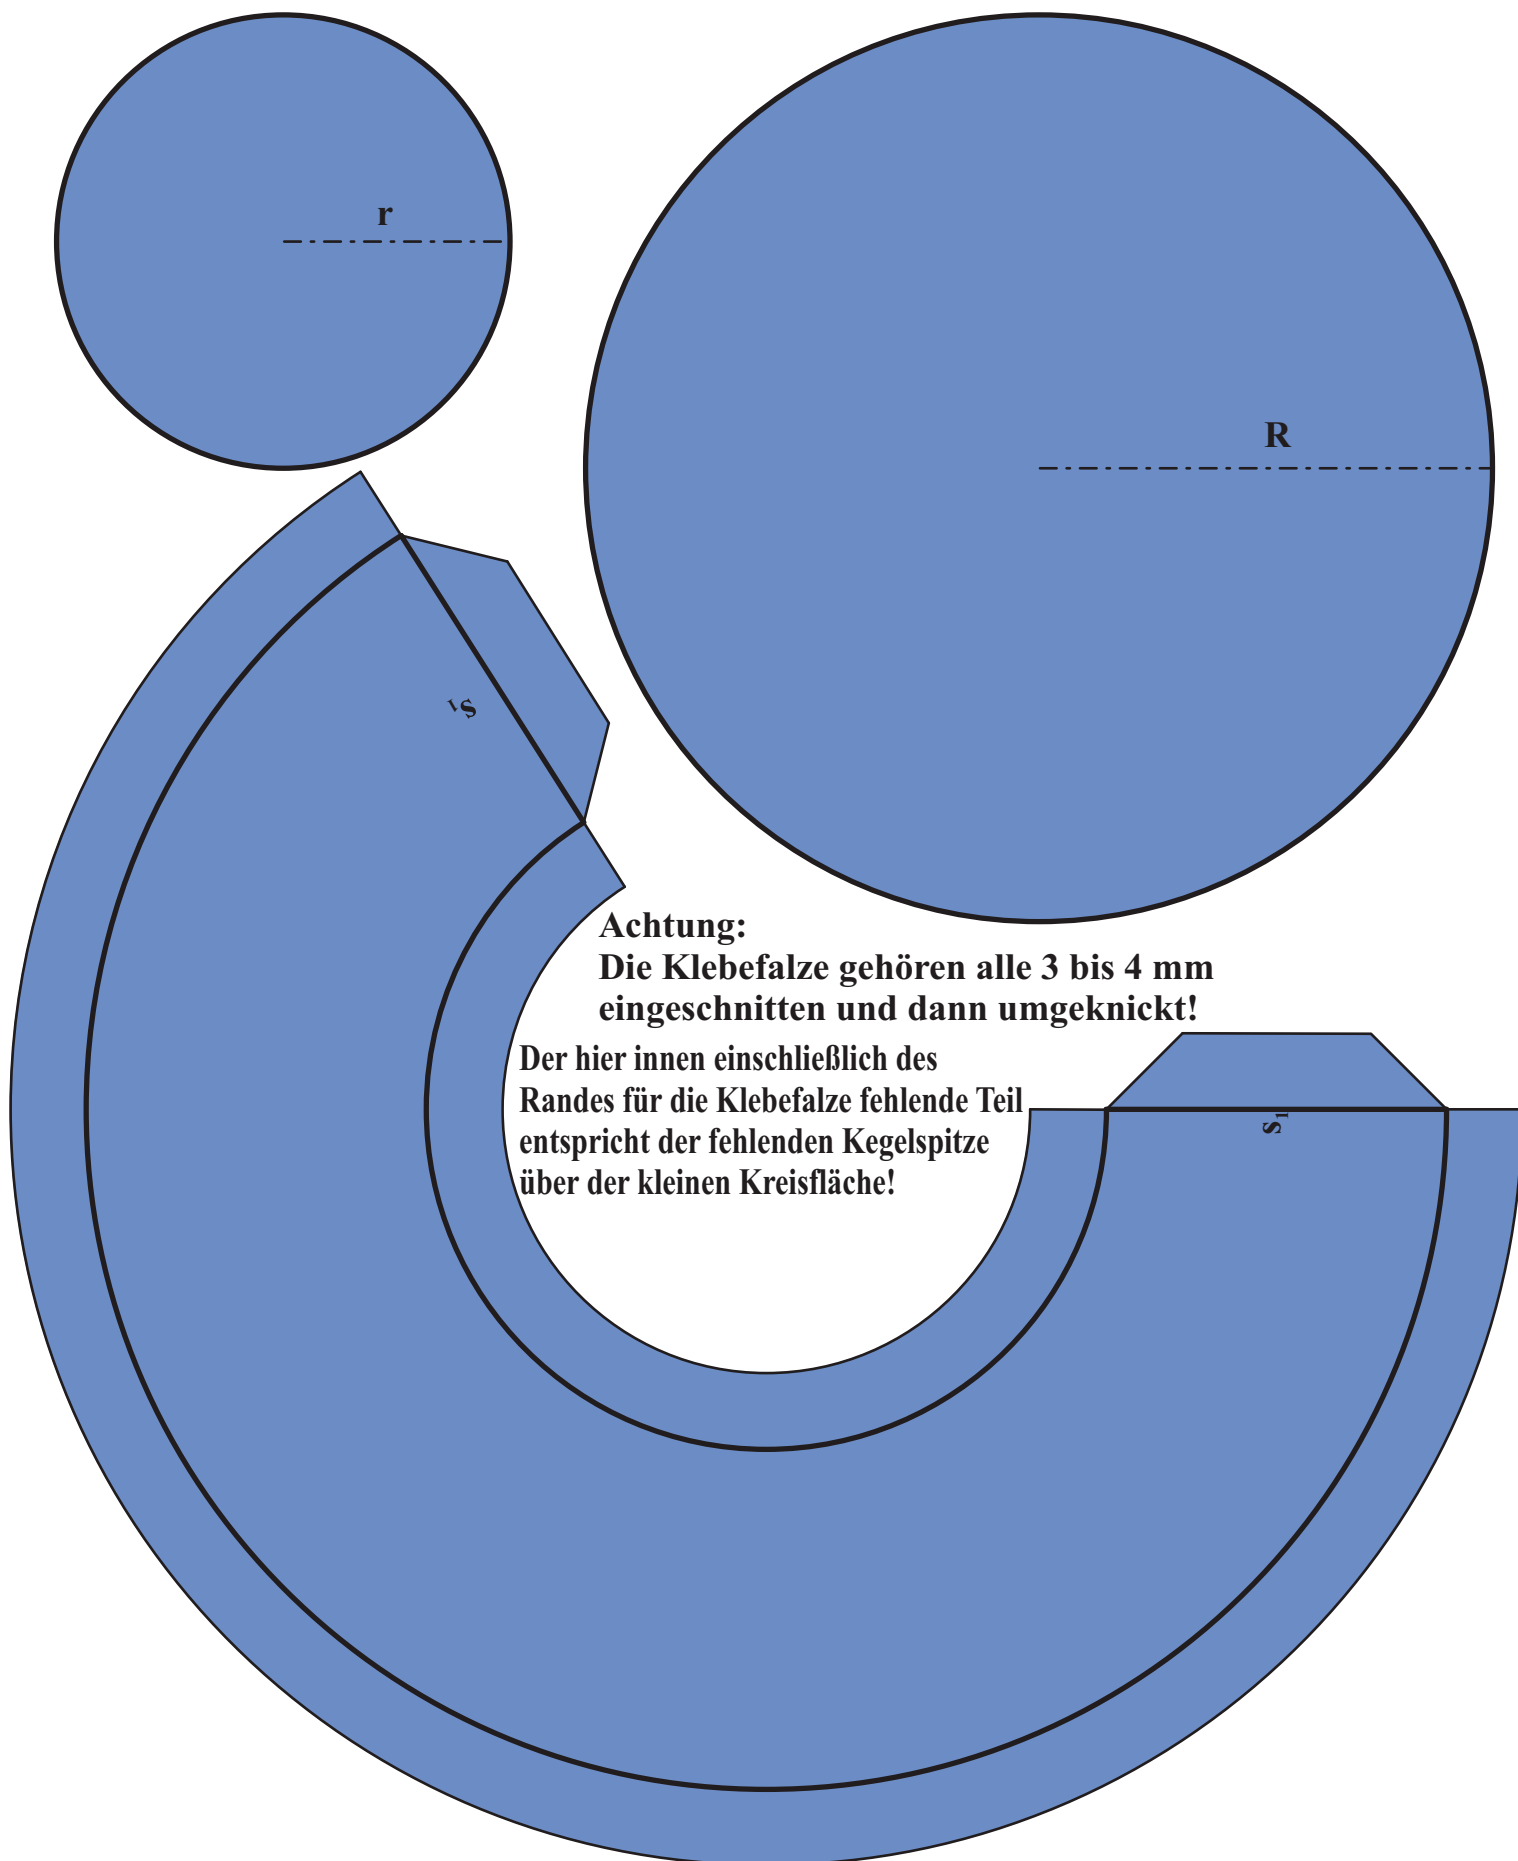 r
R
s₁
Achtung:
Die Klebefalze gehören alle 3 bis 4 mm
eingeschnitten und dann umgeknickt!
Der hier innen einschließlich des
Randes für die Klebefalze fehlende Teil
entspricht der fehlenden Kegelspitze
über der kleinen Kreisfläche!
s₁